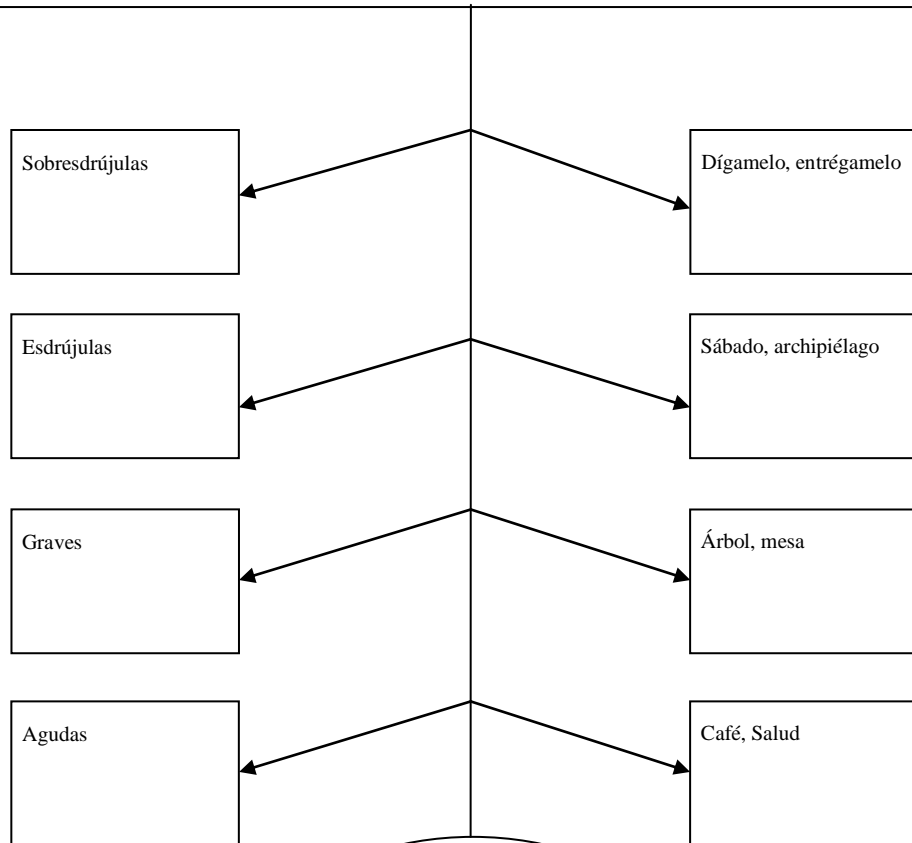 Sobresdrújulas
Dígamelo, entrégamelo
Esdrújulas
Sábado, archipiélago
Graves
Árbol, mesa
Agudas
Café, Salud